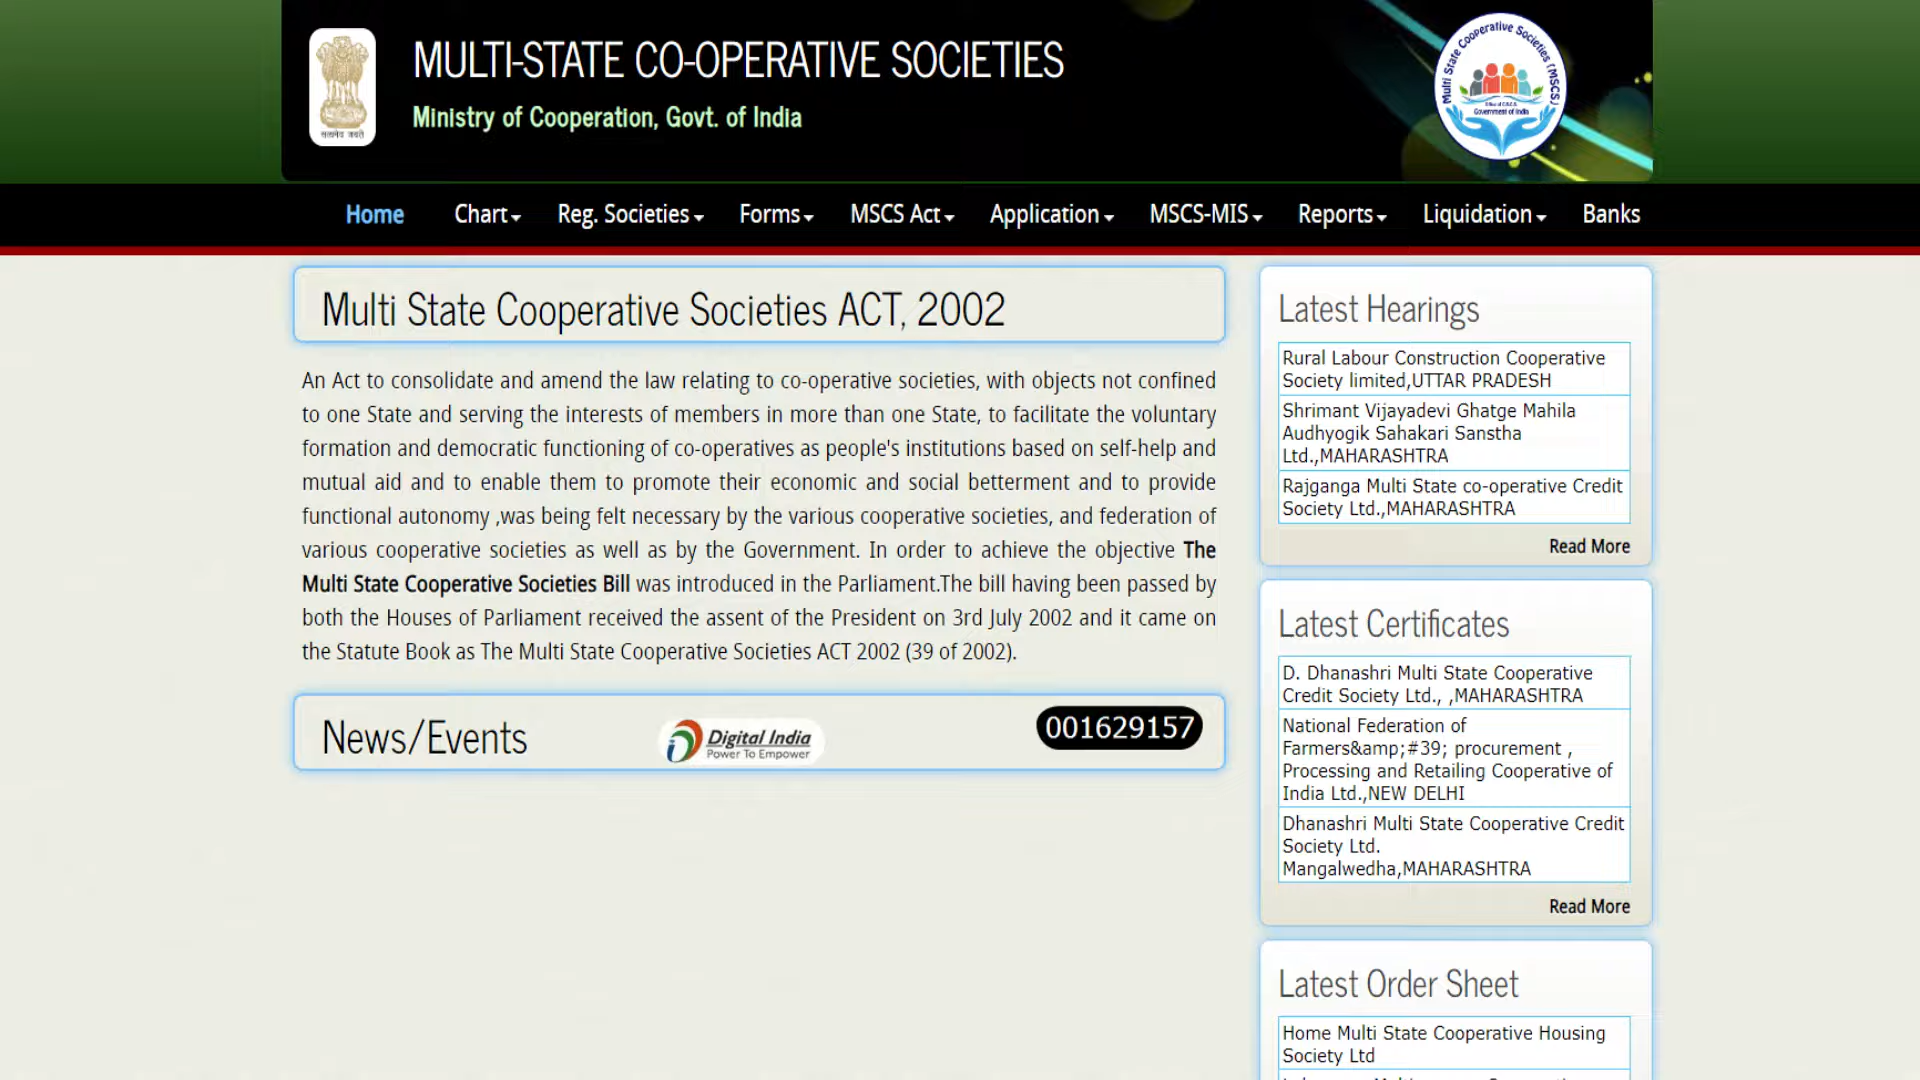 MULTI-STATE CO-OPERATIVE SOCIETIES
Ministry of Cooperation, Govt. of India
सत्यमेव जयते
Multi State Cooperative Societies (MSCS)
Office of C.R.C.S.
Government of India
Home
Chart
Reg. Societies
Forms
MSCS Act
Application
MSCS-MIS
Reports
Liquidation
Banks
Multi State Cooperative Societies ACT, 2002
An Act to consolidate and amend the law relating to co-operative societies, with objects not confined
to one State and serving the interests of members in more than one State, to facilitate the voluntary
formation and democratic functioning of co-operatives as people's institutions based on self-help and
mutual aid and to enable them to promote their economic and social betterment and to provide
functional autonomy ,was being felt necessary by the various cooperative societies, and federation of
various cooperative societies as well as by the Government. In order to achieve the objective The
Multi State Cooperative Societies Bill was introduced in the Parliament.The bill having been passed by
both the Houses of Parliament received the assent of the President on 3rd July 2002 and it came on
the Statute Book as The Multi State Cooperative Societies ACT 2002 (39 of 2002).
News/Events
Digital India
Power To Empower
001629157
Latest Hearings
Rural Labour Construction Cooperative
Society limited,UTTAR PRADESH
Shrimant Vijayadevi Ghatge Mahila
Audhyogik Sahakari Sanstha
Ltd.,MAHARASHTRA
Rajganga Multi State co-operative Credit
Society Ltd.,MAHARASHTRA
Read More
Latest Certificates
D. Dhanashri Multi State Cooperative
Credit Society Ltd., ,MAHARASHTRA
National Federation of
Farmers&amp;#39; procurement ,
Processing and Retailing Cooperative of
India Ltd.,NEW DELHI
Dhanashri Multi State Cooperative Credit
Society Ltd.
Mangalwedha,MAHARASHTRA
Read More
Latest Order Sheet
Home Multi State Cooperative Housing
Society Ltd